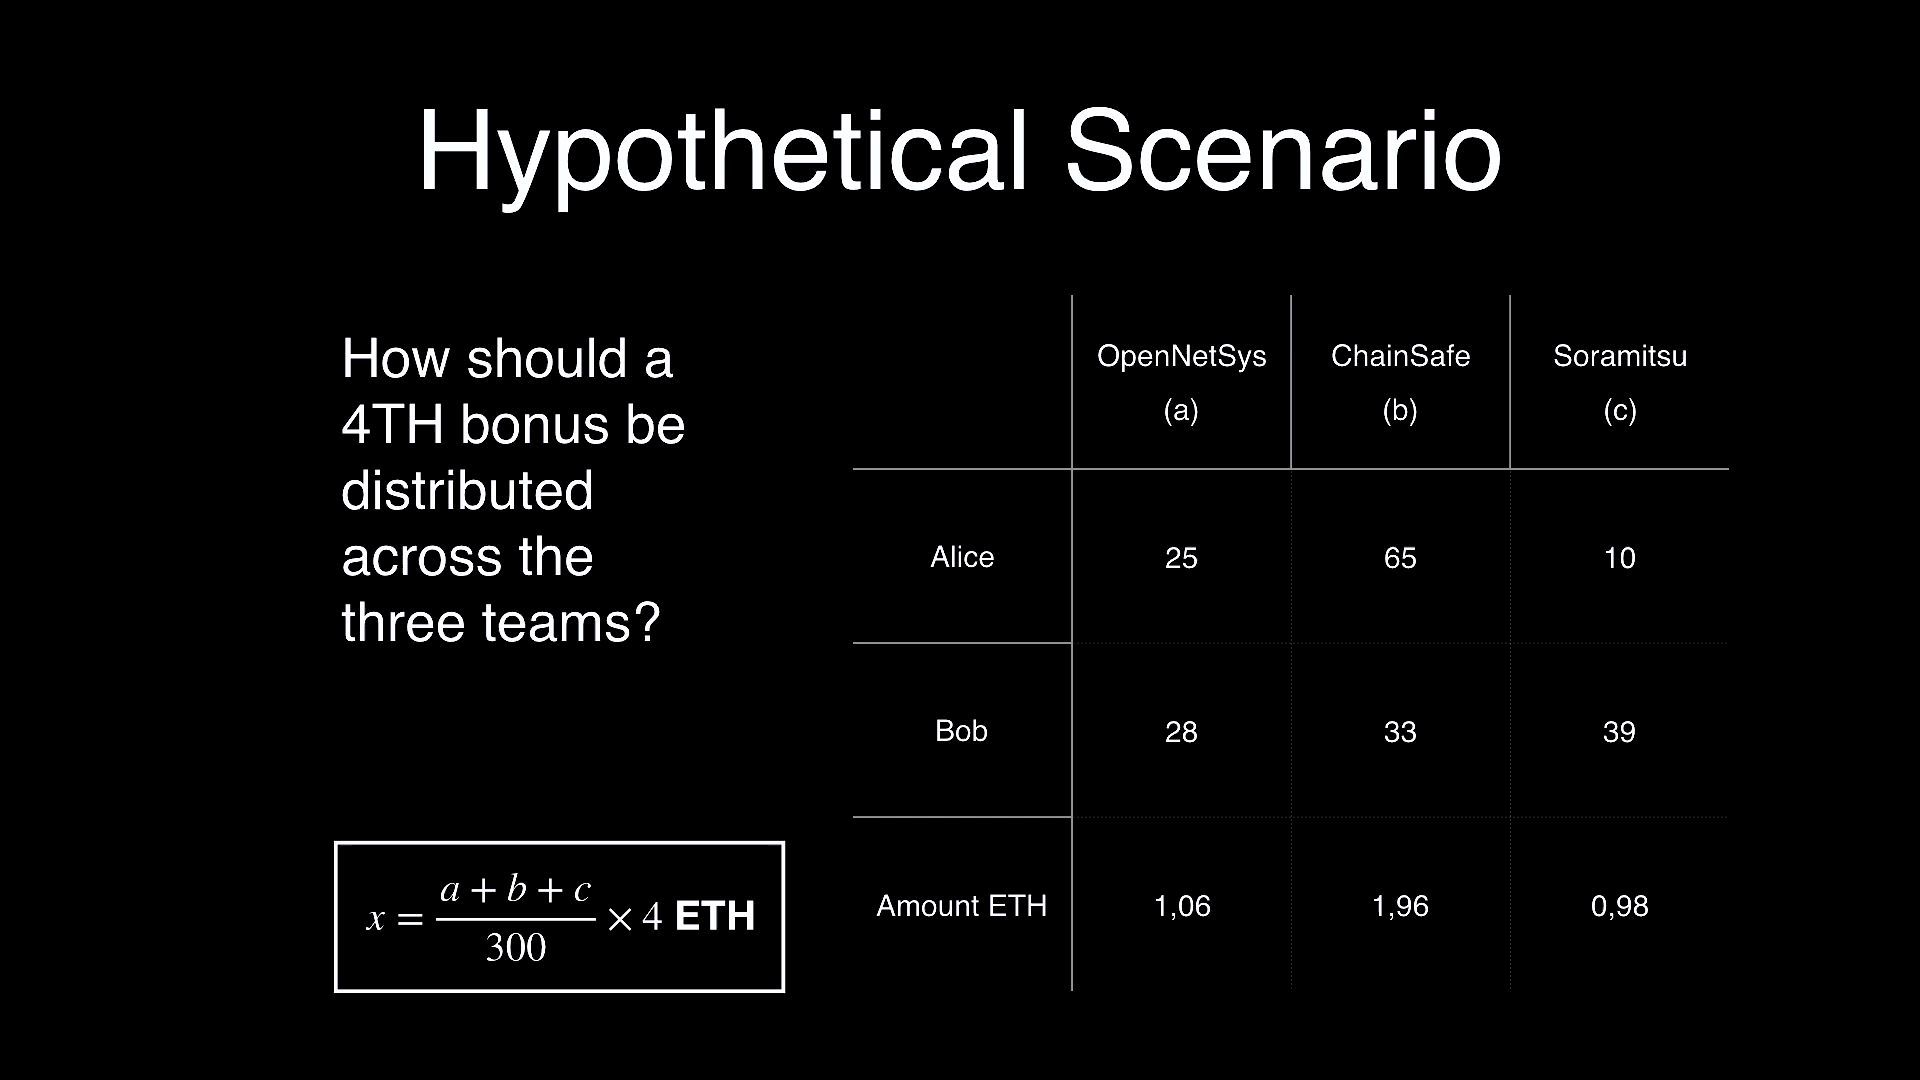 Hypothetical Scenario
How should a
4TH bonus be
distributed
across the
three teams?
x = a + b + c / 300 × 4 ETH
OpenNetSys ChainSafe Soramitsu
(a) (b) (c)
Alice 25 65 10
Bob 28 33 39
Amount ETH 1,06 1,96 0,98